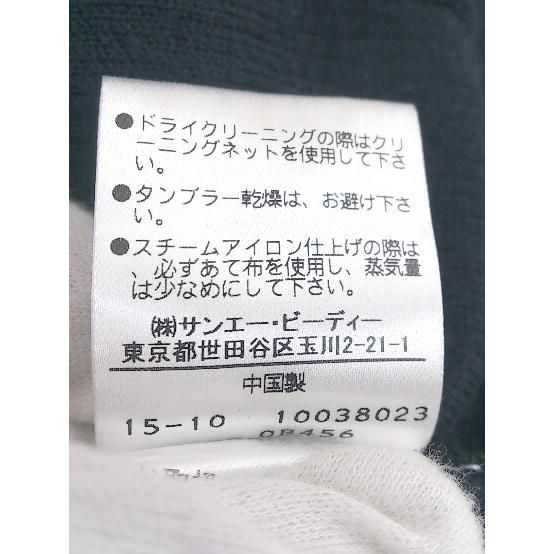 ●ドライクリーニングの際はクリ
ーニングネットを使用して下さ
い。
●タンブラー乾燥は、お避け下さ
い。
●スチームアイロン仕上げの際は
、必ずあて布を使用し、蒸気量
は少なめにして下さい。
㈱サンエー・ビーディー
東京都世田谷区玉川2-21-1
中国製
15-10 10038023
0B456